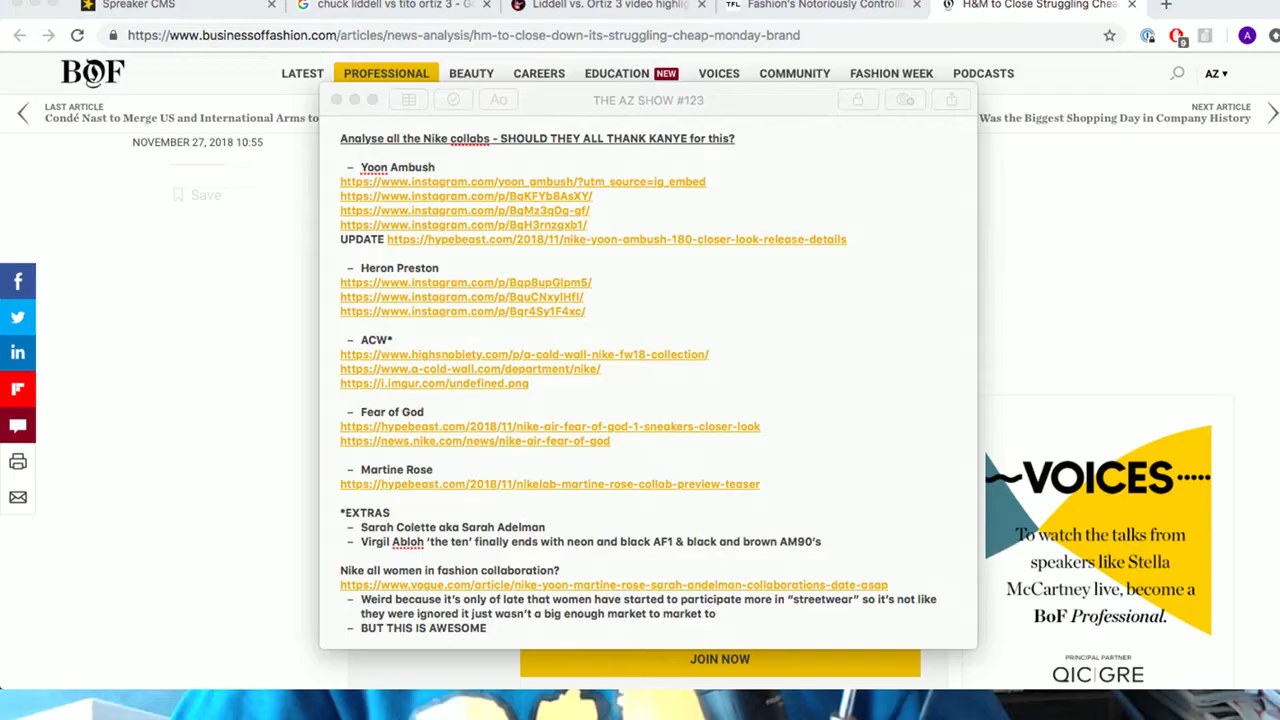 Spreaker CMS
chuck liddell vs tito ortiz 3 - Go
Liddell vs. Ortiz 3 video highlig
TFL
Fashion's Notoriously Controlli
H&M to Close Struggling Chea
https://www.businessoffashion.com/articles/news-analysis/hm-to-close-down-its-struggling-cheap-monday-brand
9
A
BOF
LATEST
PROFESSIONAL
BEAUTY
CAREERS
EDUCATION NEW
VOICES
COMMUNITY
FASHION WEEK
PODCASTS
AZ
LAST ARTICLE
Condé Nast to Merge US and International Arms to
NEXT ARTICLE
Was the Biggest Shopping Day in Company History
NOVEMBER 27, 2018 10:55
Save
Aa
THE AZ SHOW #123
Analyse all the Nike collabs - SHOULD THEY ALL THANK KANYE for this?
– Yoon Ambush
https://www.instagram.com/yoon_ambush/?utm_source=ig_embed
https://www.instagram.com/p/BqKFYb8AsXY/
https://www.instagram.com/p/BqMz3qDg-gf/
https://www.instagram.com/p/BqH3rnzgxb1/
UPDATE https://hypebeast.com/2018/11/nike-yoon-ambush-180-closer-look-release-details
– Heron Preston
https://www.instagram.com/p/Bqp8upGlpm5/
https://www.instagram.com/p/BquCNxylHfI/
https://www.instagram.com/p/Bqr4Sy1F4xc/
– ACW*
https://www.highsnobiety.com/p/a-cold-wall-nike-fw18-collection/
https://www.a-cold-wall.com/department/nike/
https://i.imgur.com/undefined.png
– Fear of God
https://hypebeast.com/2018/11/nike-air-fear-of-god-1-sneakers-closer-look
https://news.nike.com/news/nike-air-fear-of-god
– Martine Rose
https://hypebeast.com/2018/11/nikelab-martine-rose-collab-preview-teaser
*EXTRAS
– Sarah Colette aka Sarah Adelman
– Virgil Abloh ‘the ten’ finally ends with neon and black AF1 & black and brown AM90’s
Nike all women in fashion collaboration?
https://www.vogue.com/article/nike-yoon-martine-rose-sarah-andelman-collaborations-date-asap
– Weird because it’s only of late that women have started to participate more in “streetwear” so it’s not like
they were ignored it just wasn’t a big enough market to market to
– BUT THIS IS AWESOME
JOIN NOW
VOICES
To watch the talks from
speakers like Stella
McCartney live, become a
BoF Professional.
PRINCIPAL PARTNER
QIC|GRE